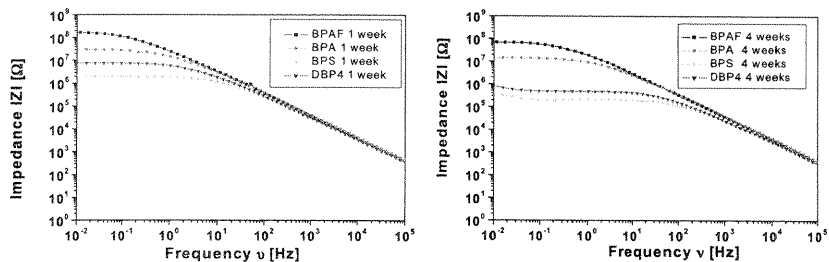 10^9
10^8
10^7
10^6
10^5
10^4
10^3
10^2
10^1
10^0
Impedance |Z| [Ω]
BPAF 1 week
BPA 1 week
BPS 1 week
DBP4 1 week
10^-2 10^-1 10^0 10^1 10^2 10^3 10^4 10^5
Frequency υ [Hz]
10^9
10^8
10^7
10^6
10^5
10^4
10^3
10^2
10^1
10^0
Impedance |Z| [Ω]
BPAF 4 weeks
BPA 4 weeks
BPS 4 weeks
DBP4 4 weeks
10^-2 10^-1 10^0 10^1 10^2 10^3 10^4 10^5
Frequency ν [Hz]